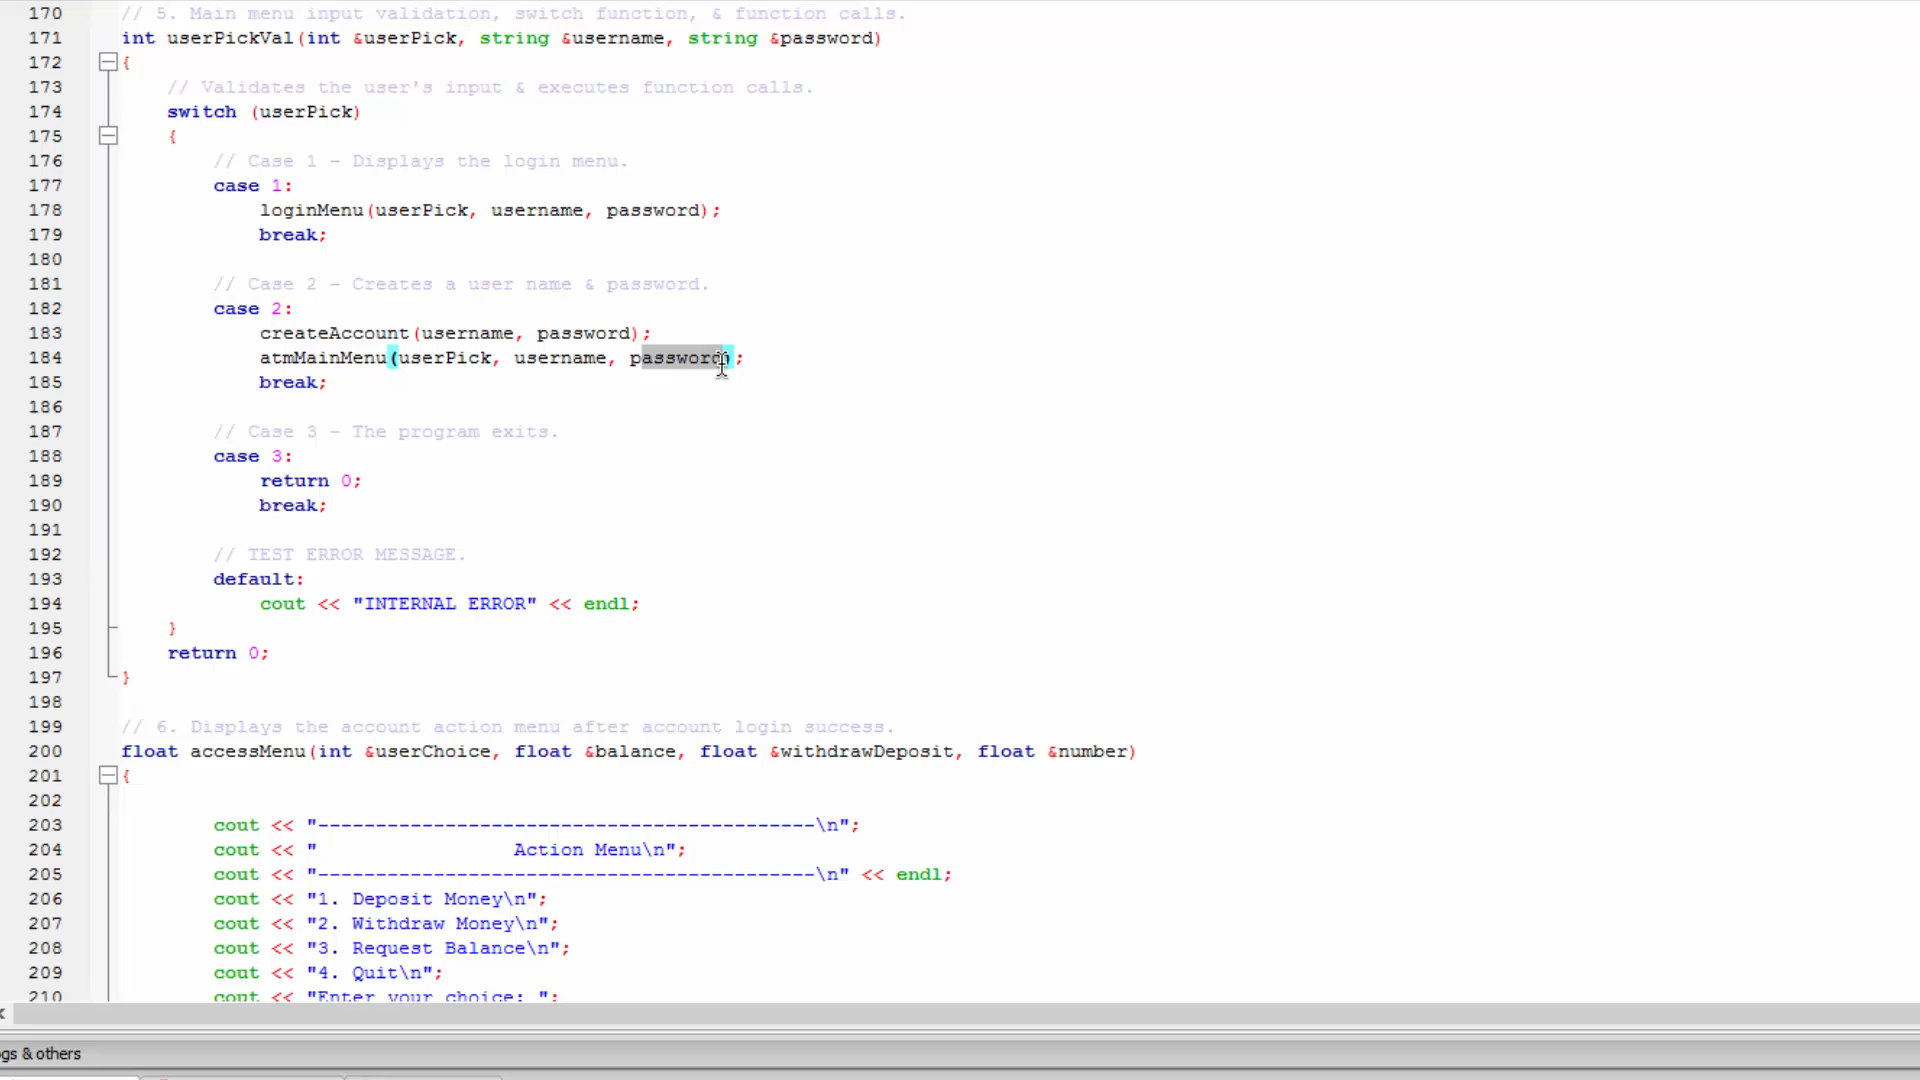 170 // 5. Main menu input validation, switch function, & function calls.
171 int userPickVal(int &userPick, string &username, string &password)
172 {
173 // Validates the user's input & executes function calls.
174 switch (userPick)
175 {
176 // Case 1 - Displays the login menu.
177 case 1:
178 loginMenu(userPick, username, password);
179 break;
180
181 // Case 2 - Creates a user name & password.
182 case 2:
183 createAccount(username, password);
184 atmMainMenu(userPick, username, password);
185 break;
186
187 // Case 3 - The program exits.
188 case 3:
189 return 0;
190 break;
191
192 // TEST ERROR MESSAGE.
193 default:
194 cout << "INTERNAL ERROR" << endl;
195 }
196 return 0;
197 }
198
199 // 6. Displays the account action menu after account login success.
200 float accessMenu(int &userChoice, float &balance, float &withdrawDeposit, float &number)
201 {
202
203 cout << "-------------------------------------------\n";
204 cout << "                 Action Menu\n";
205 cout << "-------------------------------------------\n" << endl;
206 cout << "1. Deposit Money\n";
207 cout << "2. Withdraw Money\n";
208 cout << "3. Request Balance\n";
209 cout << "4. Quit\n";
210 cout << "Enter your choice: ";
gs & others